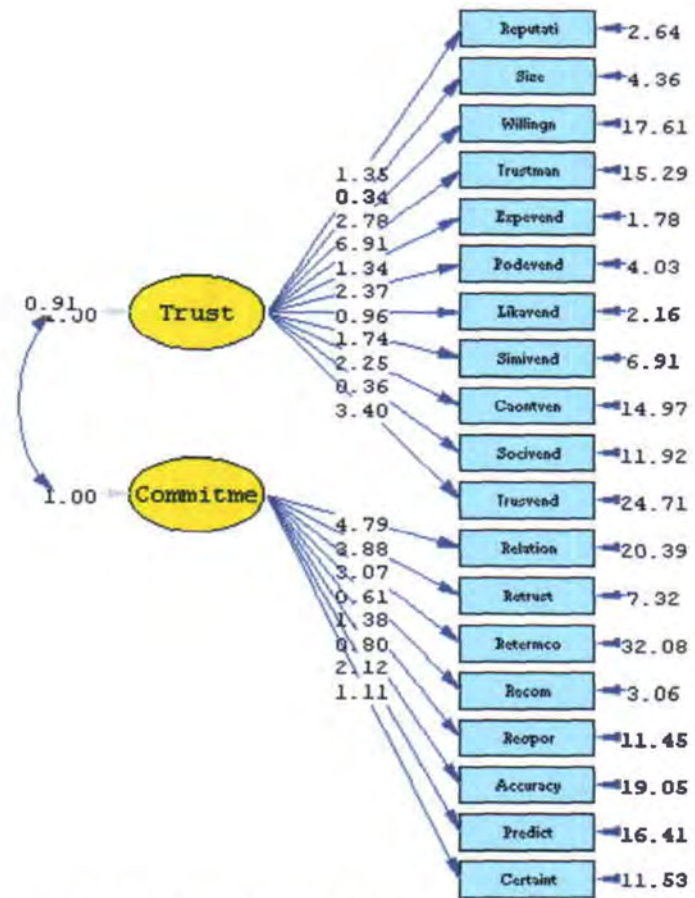 Reputati 2.64
Size 4.36
Willingn 17.61
Trustman 15.29
Expevend 1.78
Podevend 4.03
Likavend 2.16
Simivend 6.91
Caontven 14.97
Socivend 11.92
Trusvend 24.71
Relation 20.39
Retrust 7.32
Retermco 32.08
Recom 3.06
Reopor 11.45
Accuracy 19.05
Predict 16.41
Certaint 11.53
1.35
0.34
2.78
6.91
1.34
2.37
0.96
1.74
2.25
0.36
3.40
0.91
1.00
Trust
1.00
Commitme
4.79
3.88
3.07
0.61
1.38
0.80
2.12
1.11